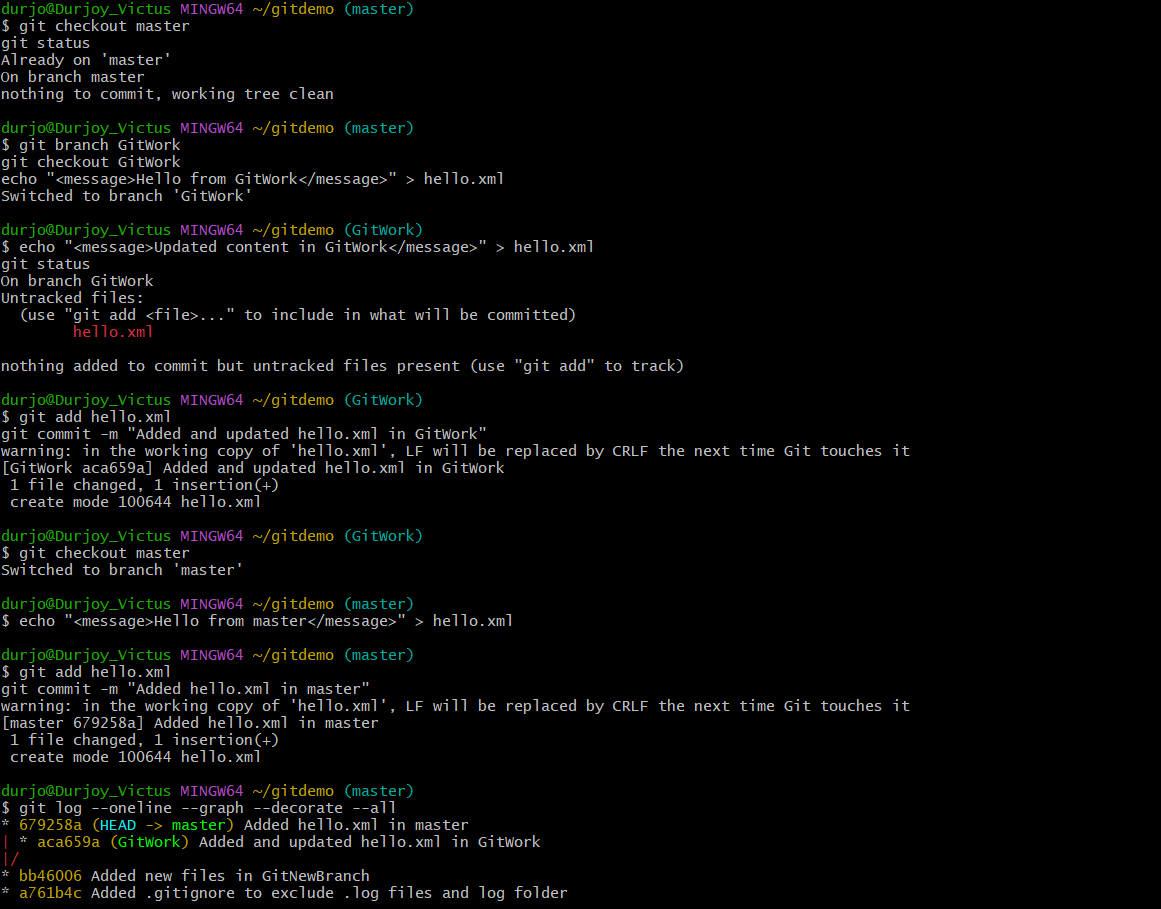 durjo@Durjoy_Victus MINGW64 ~/gitdemo (master)
$ git checkout master
git status
Already on 'master'
On branch master
nothing to commit, working tree clean
durjo@Durjoy_Victus MINGW64 ~/gitdemo (master)
$ git branch GitWork
git checkout GitWork
echo "<message>Hello from GitWork</message>" > hello.xml
Switched to branch 'GitWork'
durjo@Durjoy_Victus MINGW64 ~/gitdemo (GitWork)
$ echo "<message>Updated content in GitWork</message>" > hello.xml
git status
On branch GitWork
Untracked files:
  (use "git add <file>..." to include in what will be committed)
        hello.xml
nothing added to commit but untracked files present (use "git add" to track)
durjo@Durjoy_Victus MINGW64 ~/gitdemo (GitWork)
$ git add hello.xml
git commit -m "Added and updated hello.xml in GitWork"
warning: in the working copy of 'hello.xml', LF will be replaced by CRLF the next time Git touches it
[GitWork aca659a] Added and updated hello.xml in GitWork
 1 file changed, 1 insertion(+)
 create mode 100644 hello.xml
durjo@Durjoy_Victus MINGW64 ~/gitdemo (GitWork)
$ git checkout master
Switched to branch 'master'
durjo@Durjoy_Victus MINGW64 ~/gitdemo (master)
$ echo "<message>Hello from master</message>" > hello.xml
durjo@Durjoy_Victus MINGW64 ~/gitdemo (master)
$ git add hello.xml
git commit -m "Added hello.xml in master"
warning: in the working copy of 'hello.xml', LF will be replaced by CRLF the next time Git touches it
[master 679258a] Added hello.xml in master
 1 file changed, 1 insertion(+)
 create mode 100644 hello.xml
durjo@Durjoy_Victus MINGW64 ~/gitdemo (master)
$ git log --oneline --graph --decorate --all
* 679258a (HEAD -> master) Added hello.xml in master
| * aca659a (GitWork) Added and updated hello.xml in GitWork
|/
* bb46006 Added new files in GitNewBranch
* a761b4c Added .gitignore to exclude .log files and log folder